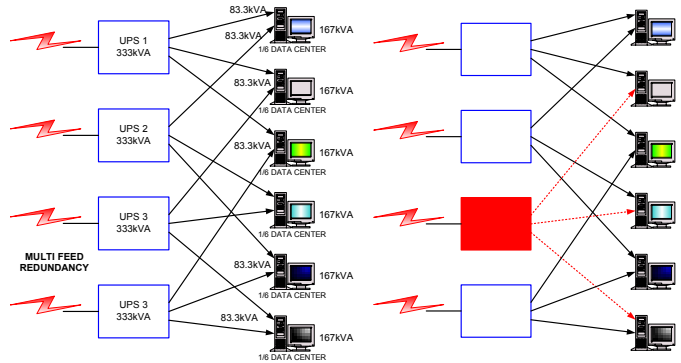 83.3kVA
UPS 1
333kVA
83.3kVA
167kVA
1/6 DATA CENTER
83.3kVA
167kVA
1/6 DATA CENTER
UPS 2
333kVA
83.3kVA
167kVA
1/6 DATA CENTER
UPS 3
333kVA
167kVA
1/6 DATA CENTER
MULTI FEED
REDUNDANCY
83.3kVA
167kVA
1/6 DATA CENTER
UPS 3
333kVA
83.3kVA
167kVA
1/6 DATA CENTER